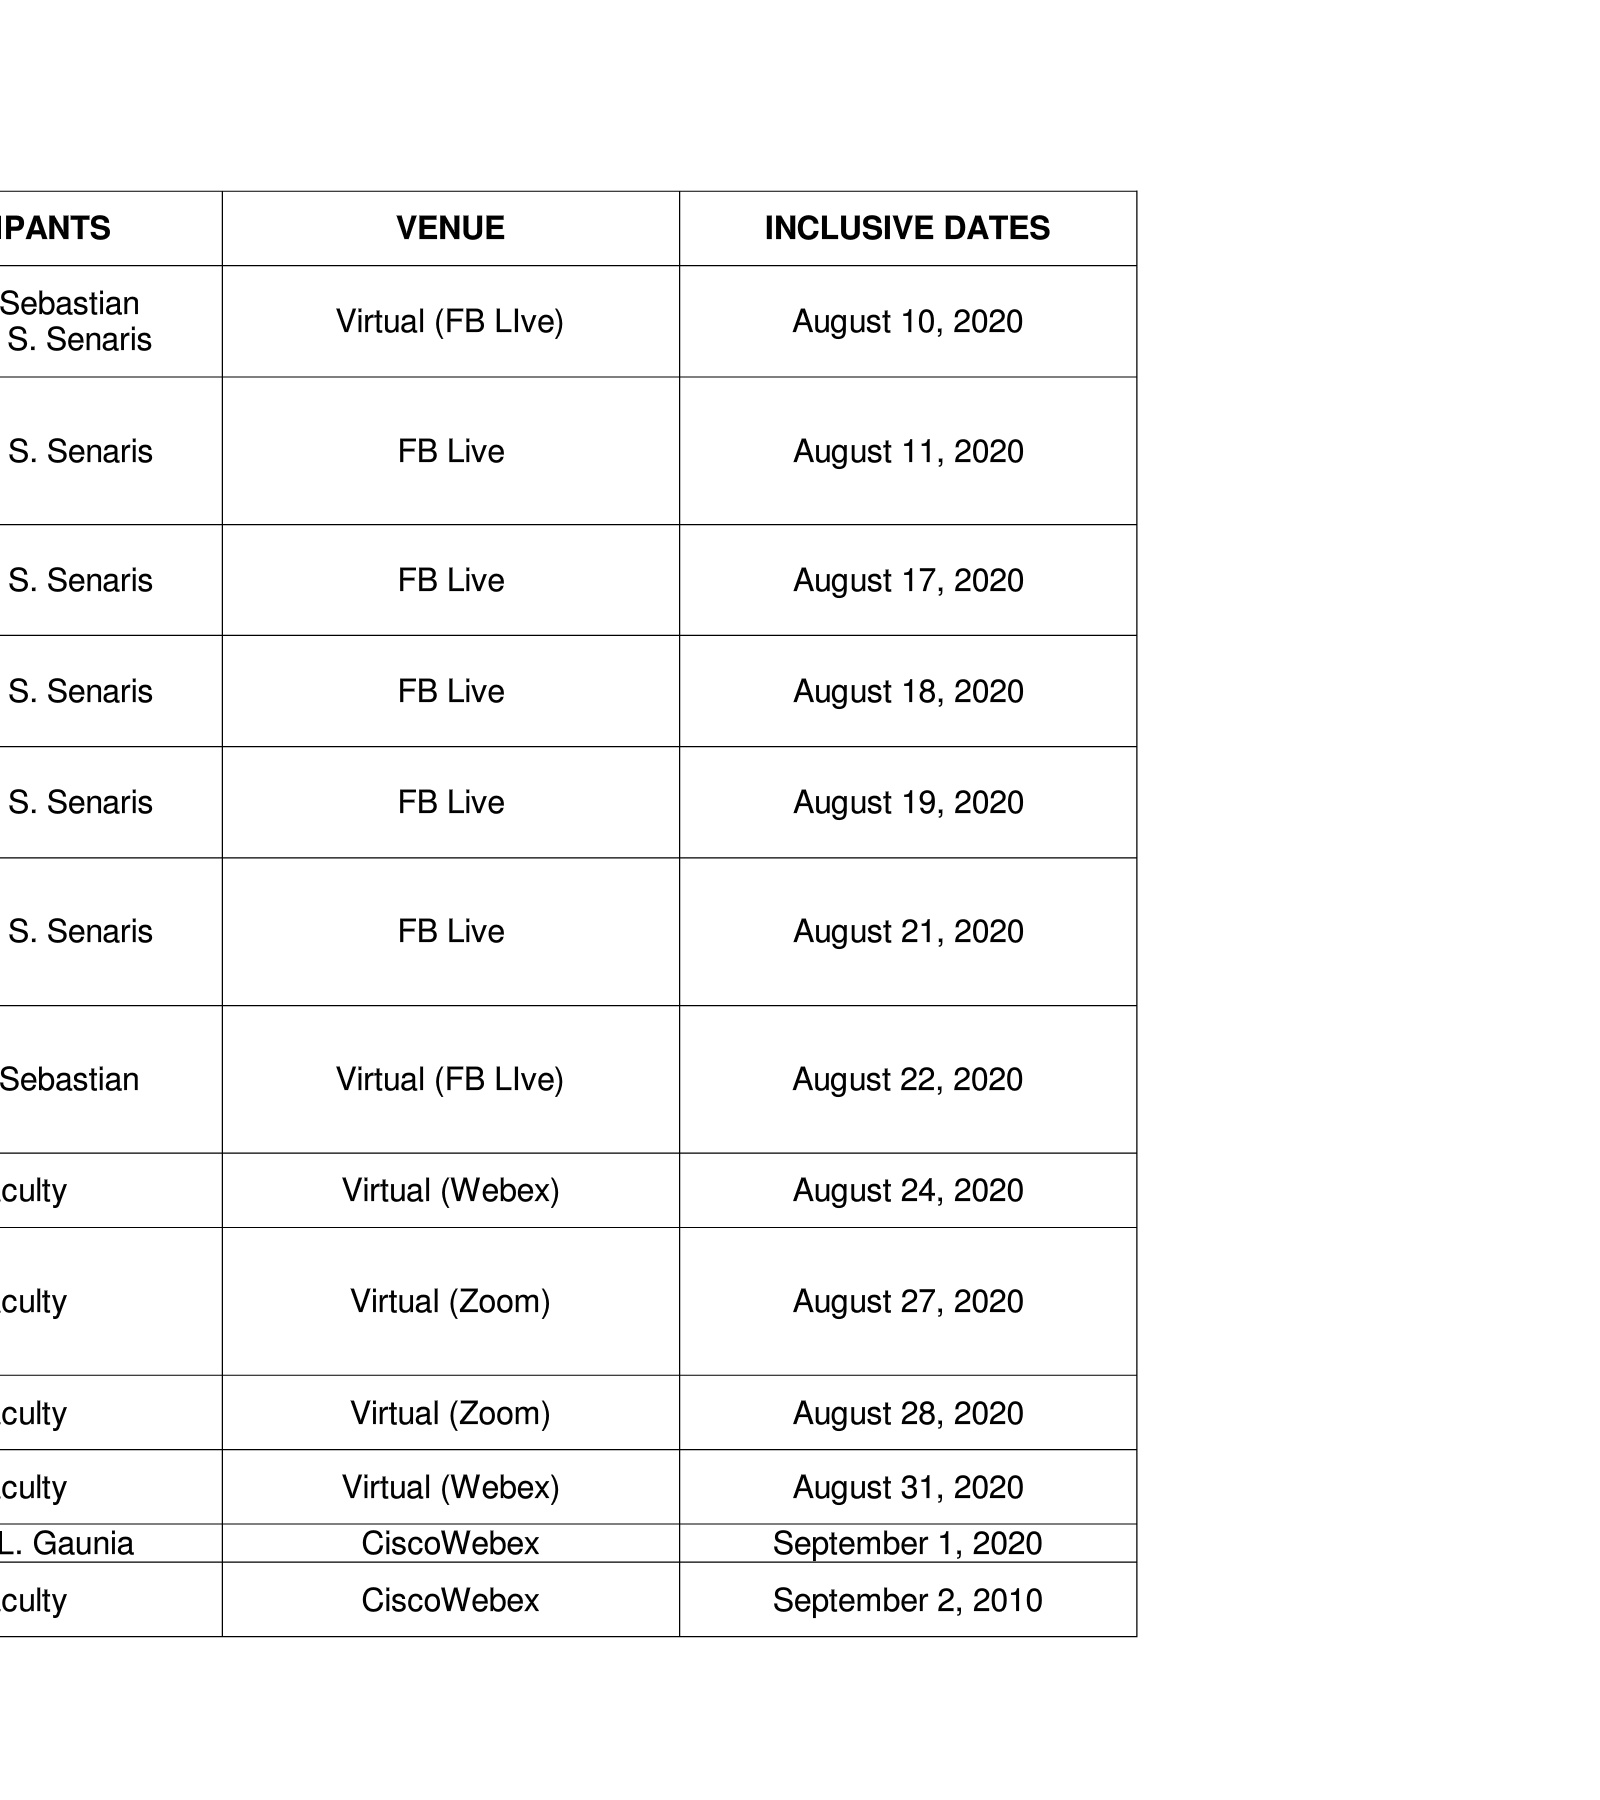 IPANTS VENUE INCLUSIVE DATES
Sebastian
S. Senaris Virtual (FB LIve) August 10, 2020
S. Senaris FB Live August 11, 2020
S. Senaris FB Live August 17, 2020
S. Senaris FB Live August 18, 2020
S. Senaris FB Live August 19, 2020
S. Senaris FB Live August 21, 2020
Sebastian Virtual (FB LIve) August 22, 2020
culty Virtual (Webex) August 24, 2020
culty Virtual (Zoom) August 27, 2020
culty Virtual (Zoom) August 28, 2020
culty Virtual (Webex) August 31, 2020
L. Gaunia CiscoWebex September 1, 2020
culty CiscoWebex September 2, 2010